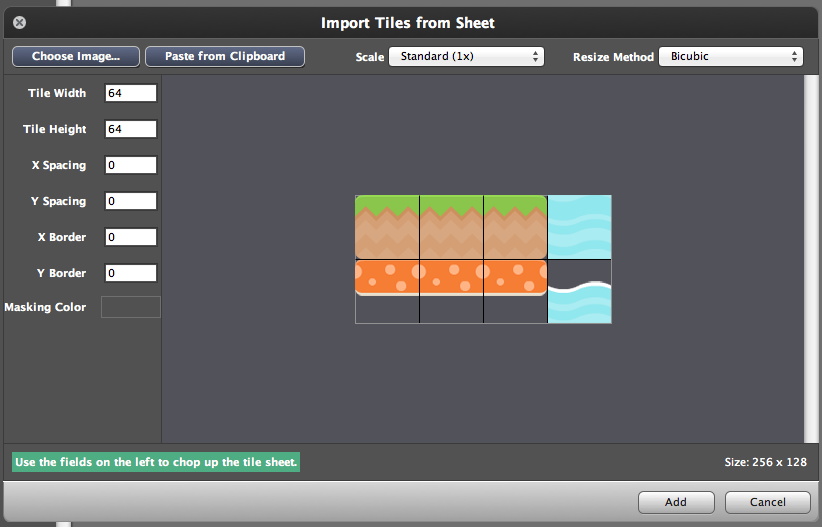 Import Tiles from Sheet
Choose Image... Paste from Clipboard Scale Standard (1x) Resize Method Bicubic
Tile Width 64
Tile Height 64
X Spacing 0
Y Spacing 0
X Border 0
Y Border 0
Masking Color
Use the fields on the left to chop up the tile sheet. Size: 256 x 128
Add Cancel